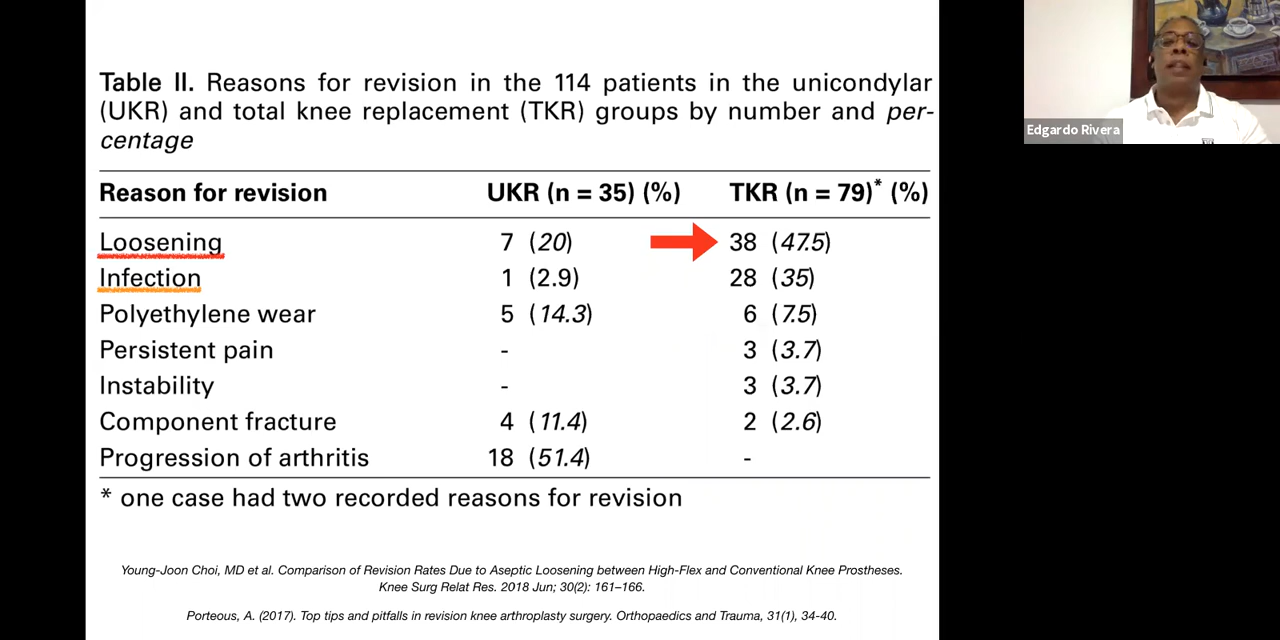 Table II. Reasons for revision in the 114 patients in the unicondylar
(UKR) and total knee replacement (TKR) groups by number and per-
centage
Reason for revision UKR (n = 35) (%) TKR (n = 79)* (%)
Loosening 7 (20) 38 (47.5)
Infection 1 (2.9) 28 (35)
Polyethylene wear 5 (14.3) 6 (7.5)
Persistent pain - 3 (3.7)
Instability - 3 (3.7)
Component fracture 4 (11.4) 2 (2.6)
Progression of arthritis 18 (51.4) -
* one case had two recorded reasons for revision
Young-Joon Choi, MD et al. Comparison of Revision Rates Due to Aseptic Loosening between High-Flex and Conventional Knee Prostheses.
Knee Surg Relat Res. 2018 Jun; 30(2): 161–166.
Porteous, A. (2017). Top tips and pitfalls in revision knee arthroplasty surgery. Orthopaedics and Trauma, 31(1), 34-40.
Edgardo Rivera